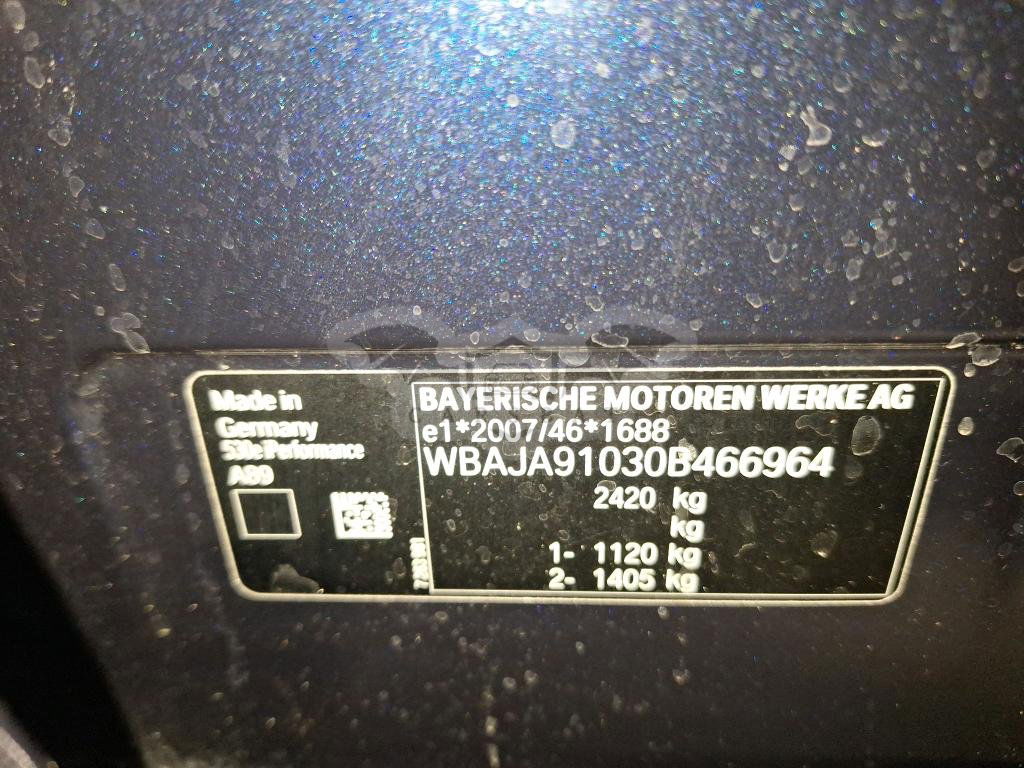 Made in
Germany
530e iPerformance
A89
BAYERISCHE MOTOREN WERKE AG
e1*2007/46*1688
WBAJA91030B466964
2420 kg
kg
1- 1120 kg
2- 1405 kg